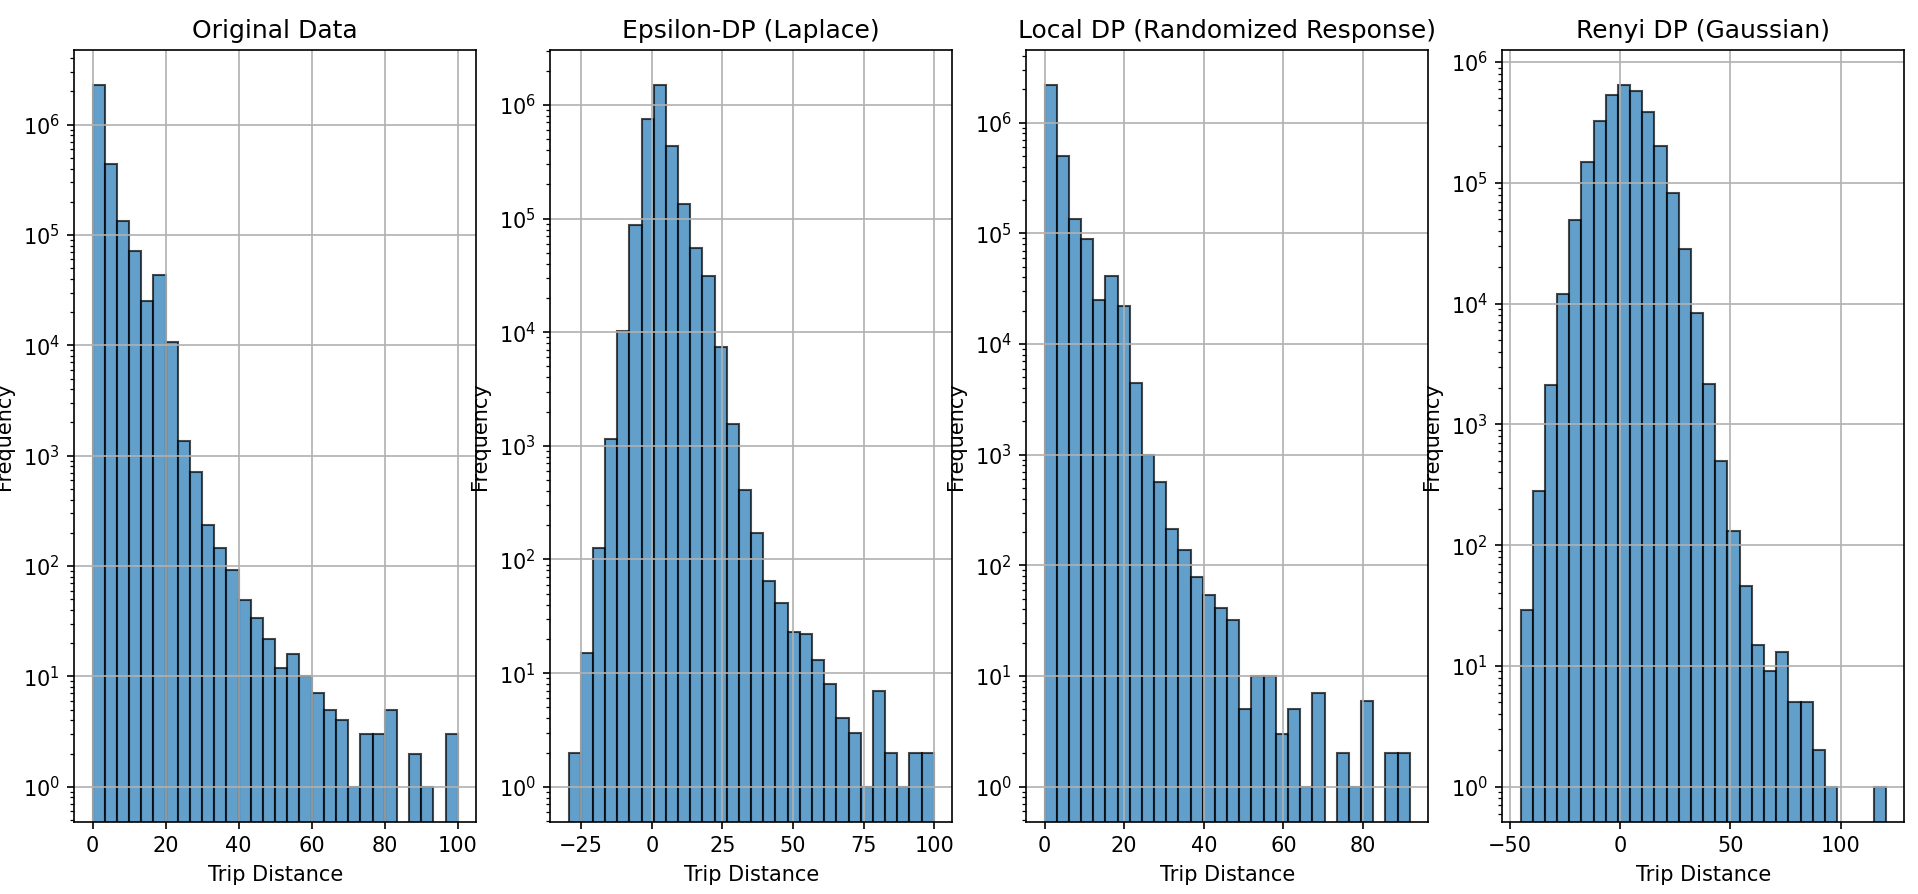 Original Data
Epsilon-DP (Laplace)
Local DP (Randomized Response)
Renyi DP (Gaussian)
Frequency
10⁶
10⁵
10⁴
10³
10²
10¹
10⁰
0 20 40 60 80 100
Trip Distance
Frequency
10⁶
10⁵
10⁴
10³
10²
10¹
10⁰
−25 0 25 50 75 100
Trip Distance
Frequency
10⁶
10⁵
10⁴
10³
10²
10¹
10⁰
0 20 40 60 80
Trip Distance
Frequency
10⁶
10⁵
10⁴
10³
10²
10¹
10⁰
−50 0 50 100
Trip Distance